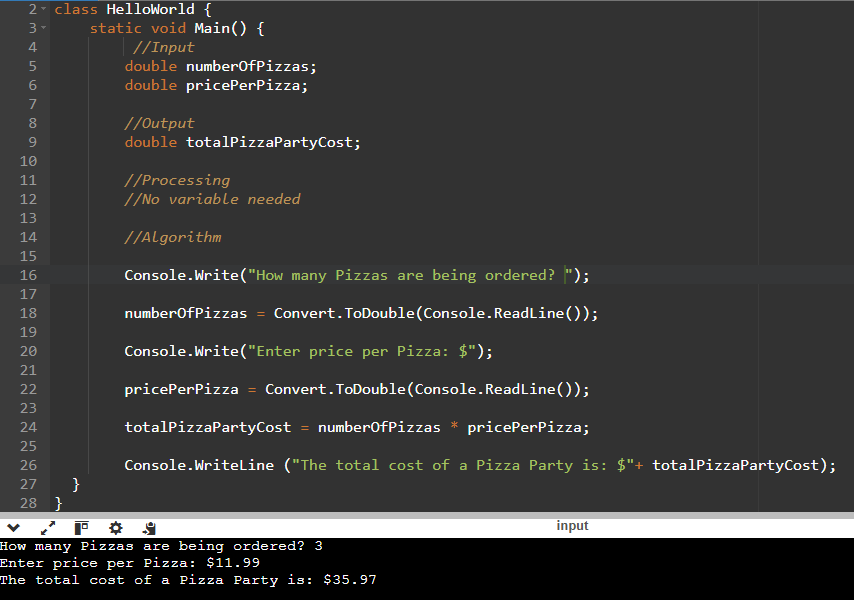 2 class HelloWorld {
3 static void Main() {
4 //Input
5 double numberOfPizzas;
6 double pricePerPizza;
7
8 //Output
9 double totalPizzaPartyCost;
10
11 //Processing
12 //No variable needed
13
14 //Algorithm
15
16 Console.Write("How many Pizzas are being ordered? ");
17
18 numberOfPizzas = Convert.ToDouble(Console.ReadLine());
19
20 Console.Write("Enter price per Pizza: $");
21
22 pricePerPizza = Convert.ToDouble(Console.ReadLine());
23
24 totalPizzaPartyCost = numberOfPizzas * pricePerPizza;
25
26 Console.WriteLine ("The total cost of a Pizza Party is: $"+ totalPizzaPartyCost);
27 }
28 }
input
How many Pizzas are being ordered? 3
Enter price per Pizza: $11.99
The total cost of a Pizza Party is: $35.97